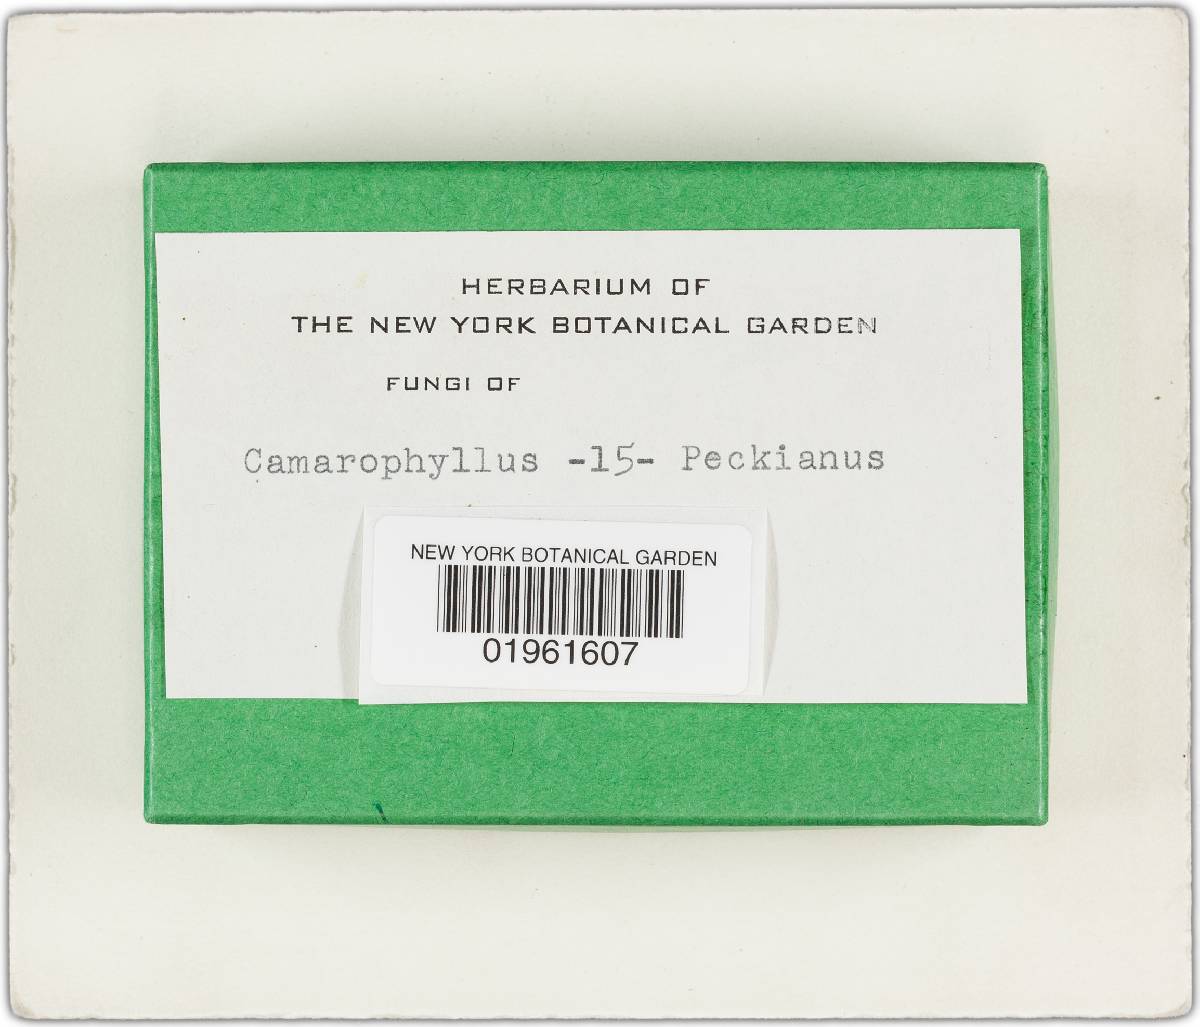 HERBARIUM OF
THE NEW YORK BOTANICAL GARDEN
FUNGI OF
Camarophyllus -15- Peckianus
NEW YORK BOTANICAL GARDEN
01961607